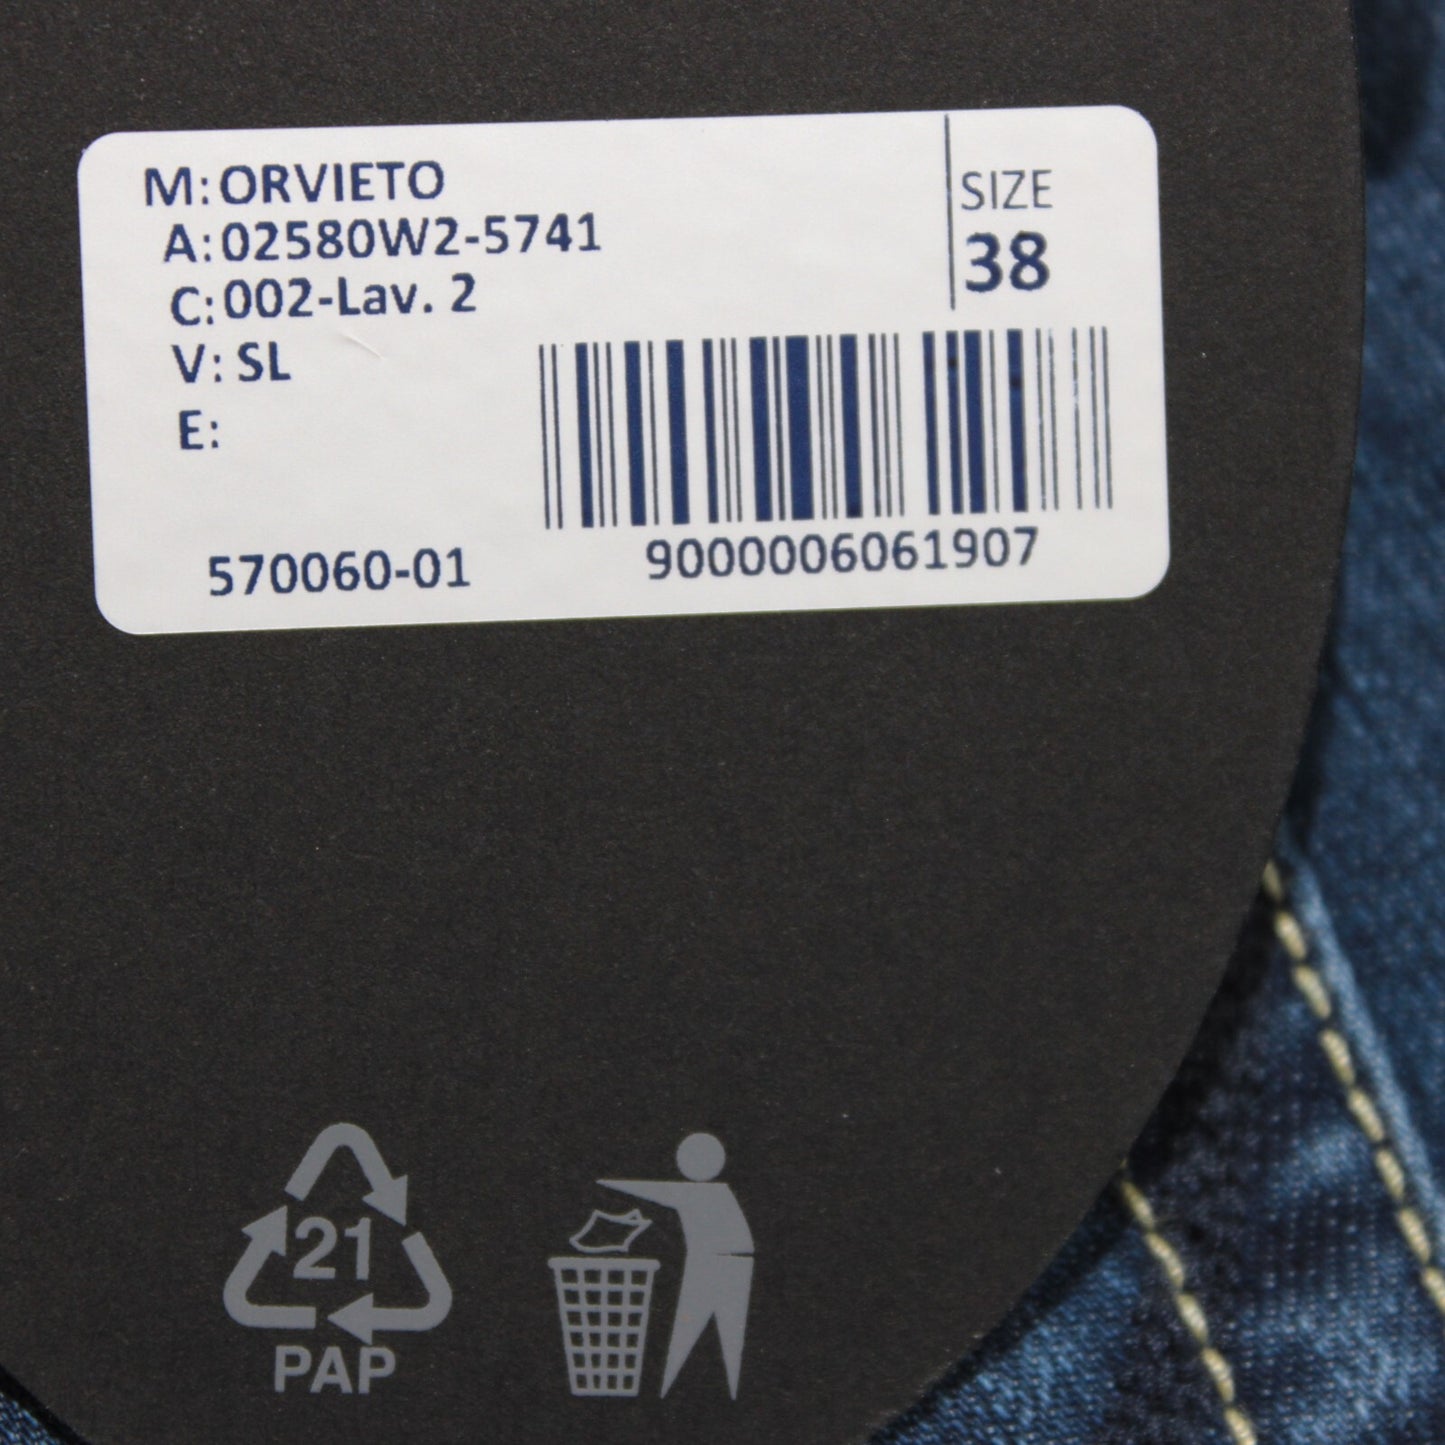 M: ORVIETO
A: 02580W2-5741
C: 002-Lav. 2
V: SL
E:
SIZE
38
570060-01
9000006061907
21
PAP